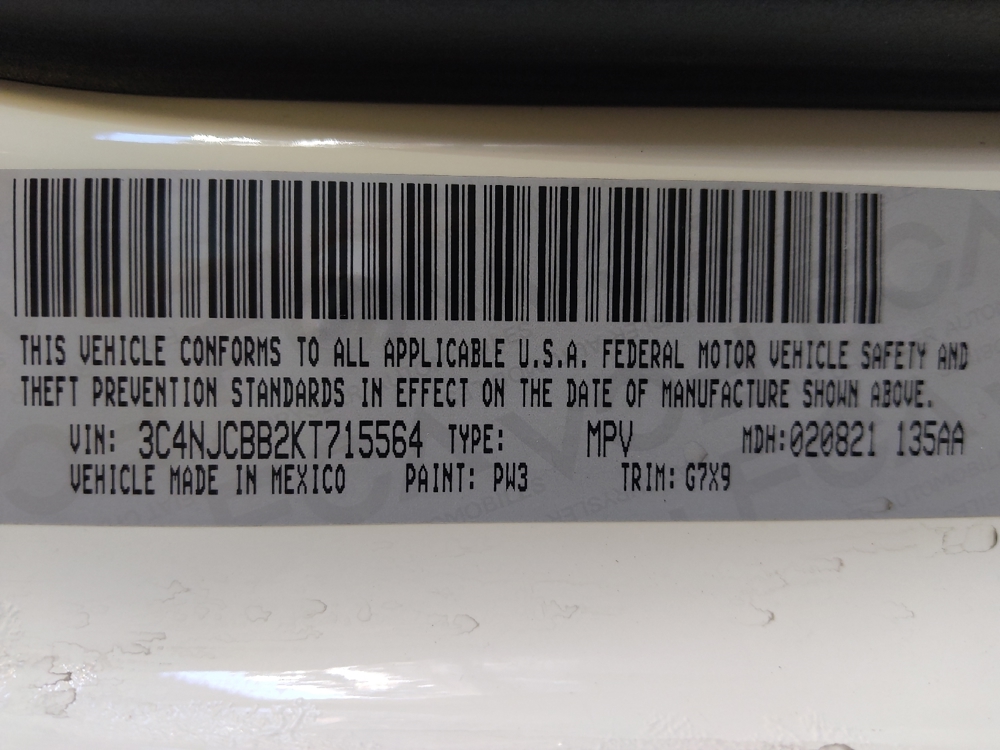 THIS VEHICLE CONFORMS TO ALL APPLICABLE U.S.A. FEDERAL MOTOR VEHICLE SAFETY AND
THEFT PREVENTION STANDARDS IN EFFECT ON THE DATE OF MANUFACTURE SHOWN ABOVE.
VIN: 3C4NJCBB2KT715564 TYPE: MPV MDH:020821 135AA
VEHICLE MADE IN MEXICO PAINT: PW3 TRIM: G7X9